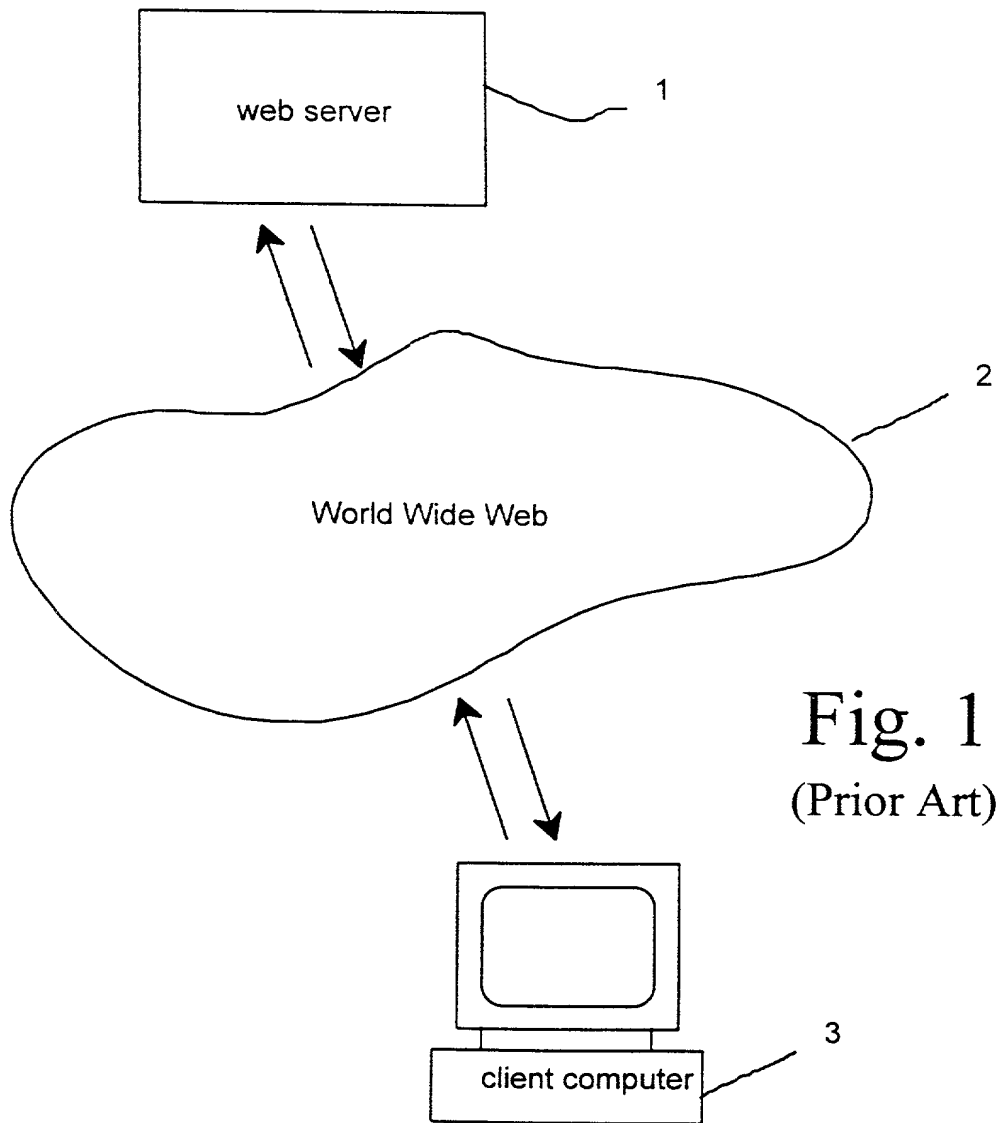 web server
1
2
World Wide Web
Fig. 1
(Prior Art)
3
client computer